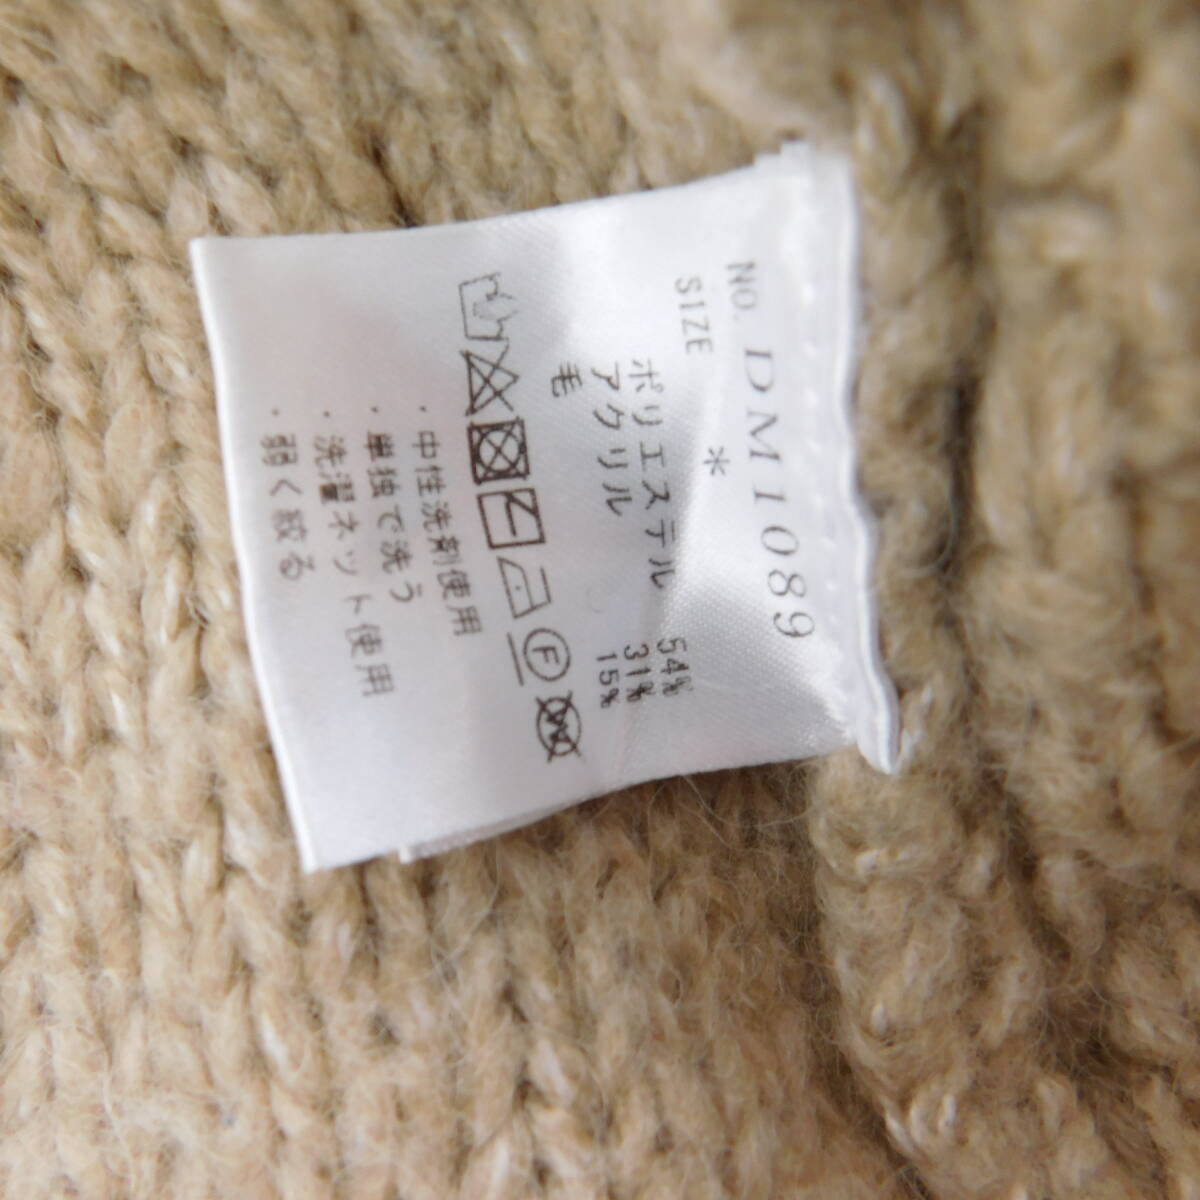 NO. DM1089
SIZE *
ポリエステル 54%
アクリル 31%
毛 15%
F W
・中性洗剤使用
・単独で洗う
・洗濯ネット使用
・弱く絞る